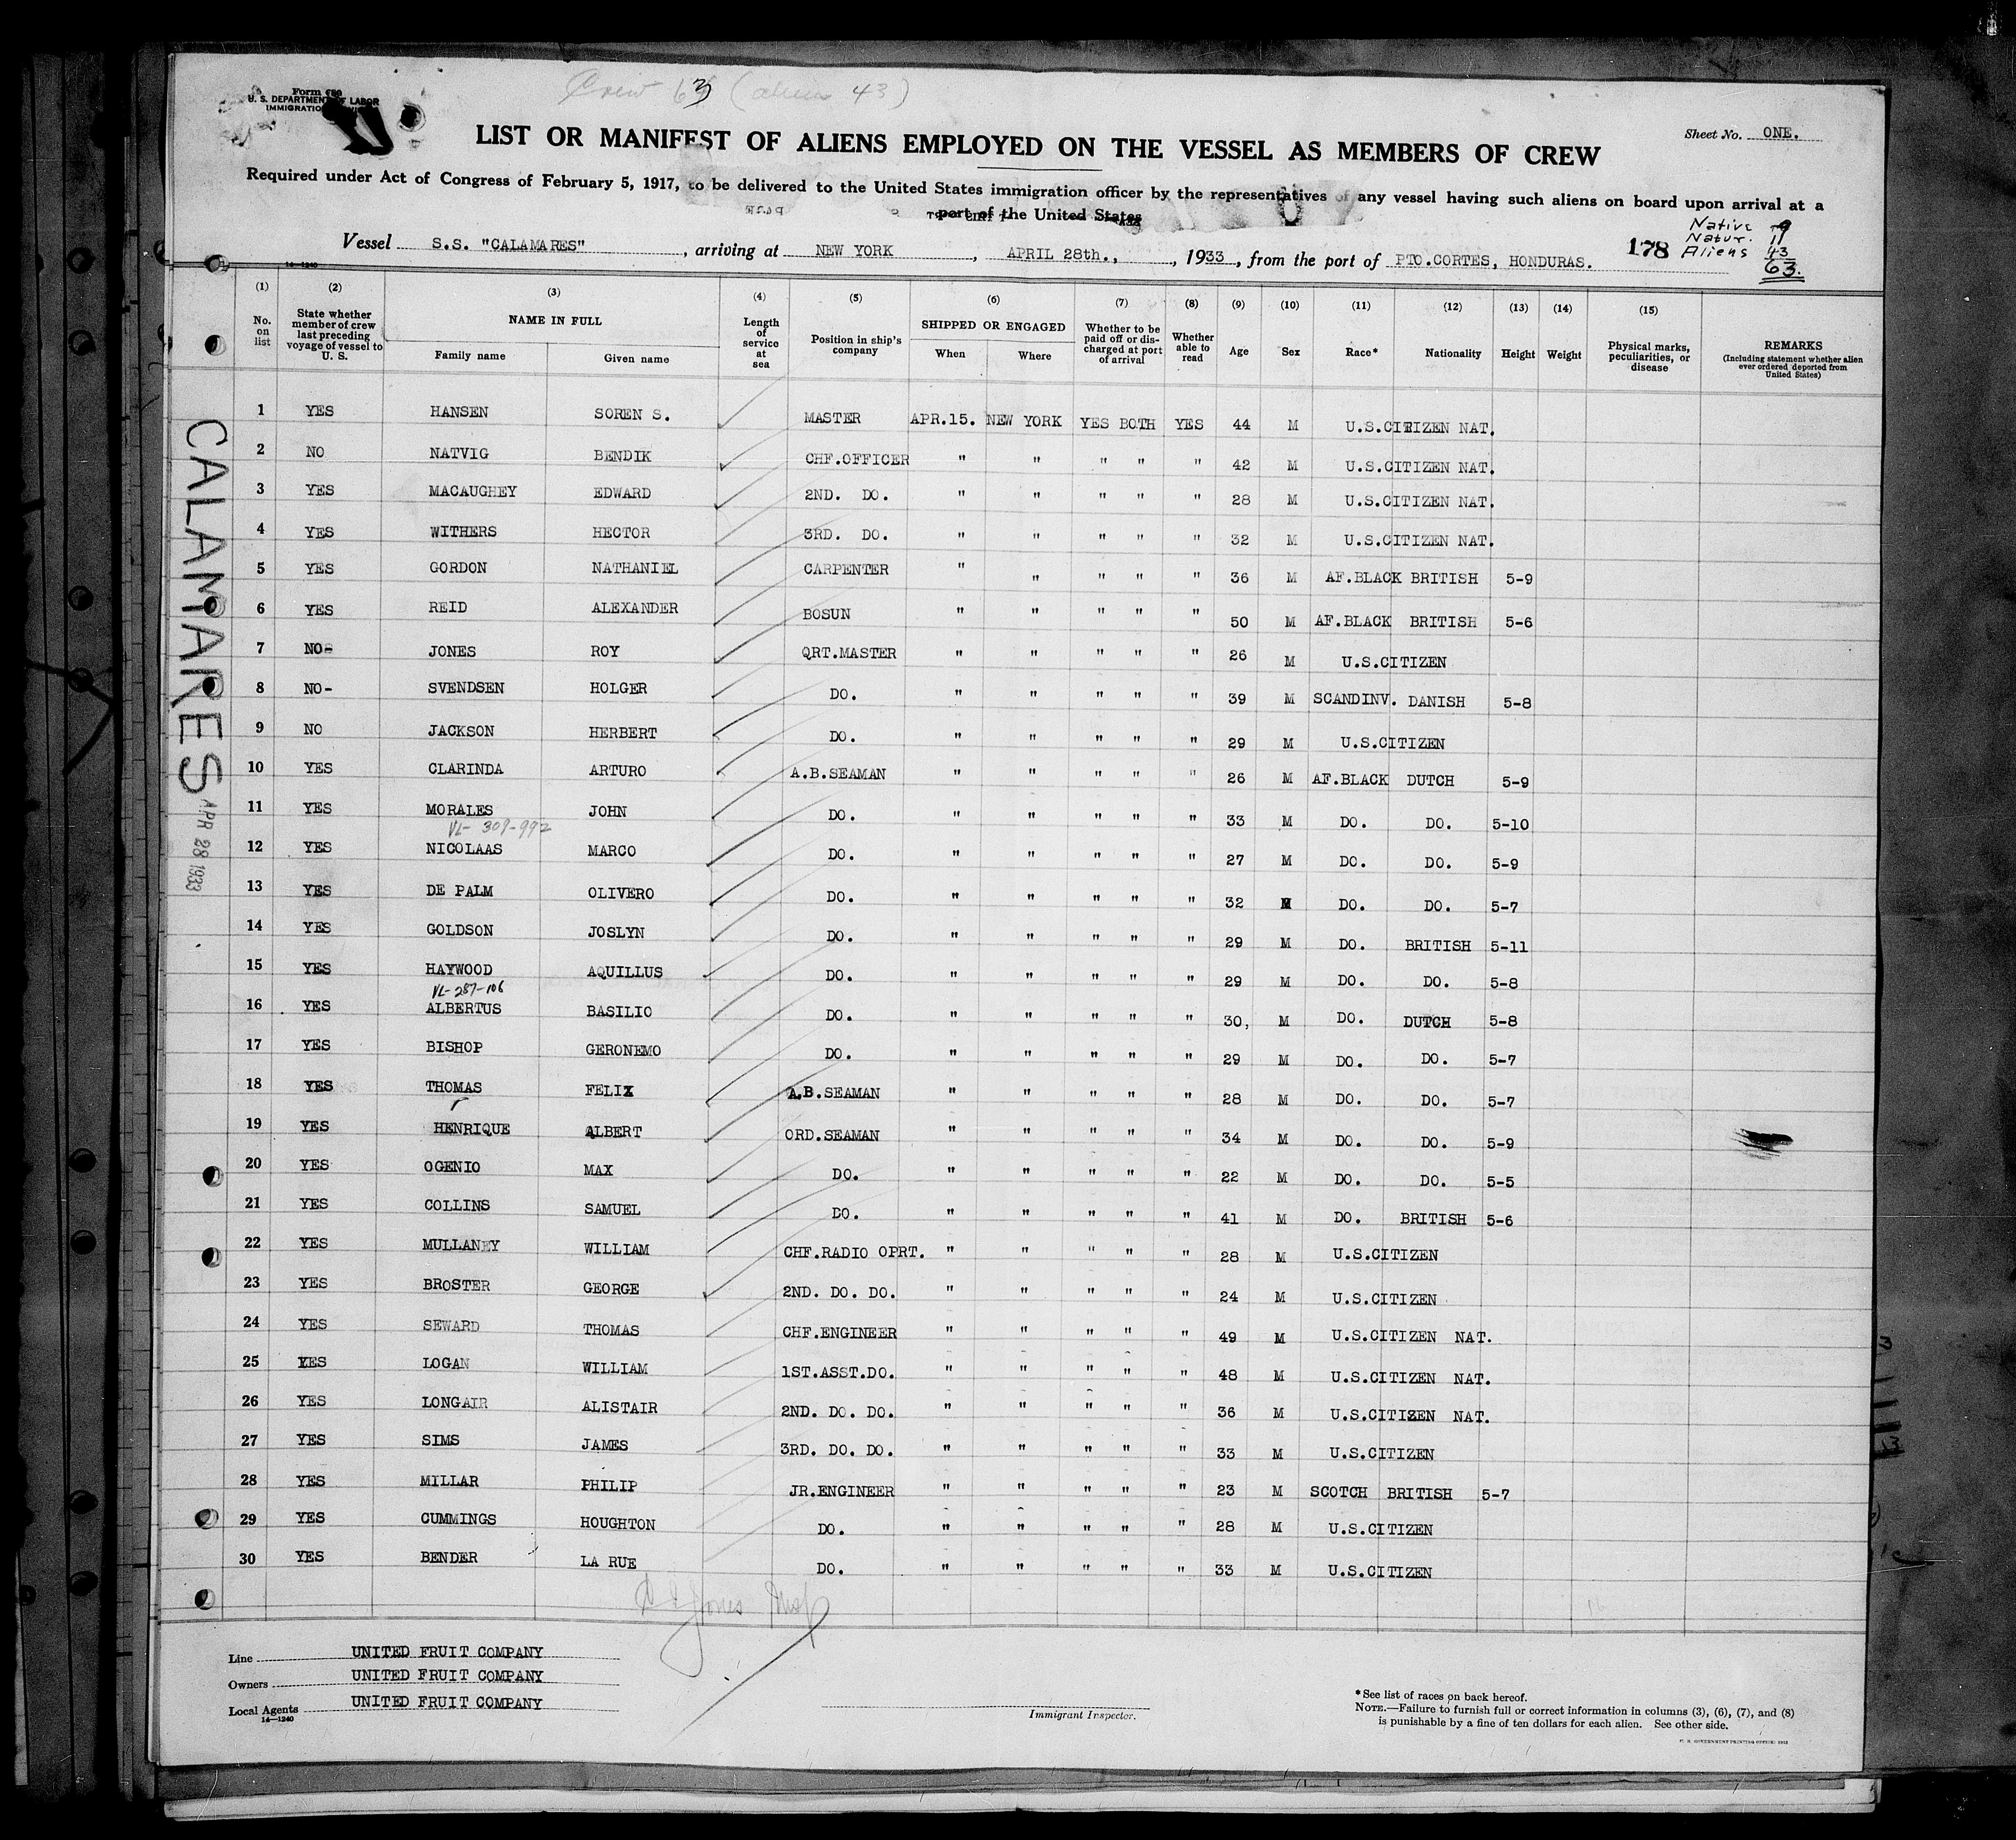 Crew 63 (aliens 43)
Form 680
U. S. DEPARTMENT OF LABOR
IMMIGRATION
Sheet No. ONE.
LIST OR MANIFEST OF ALIENS EMPLOYED ON THE VESSEL AS MEMBERS OF CREW
Required under Act of Congress of February 5, 1917, to be delivered to the United States immigration officer by the representatives of any vessel having such aliens on board upon arrival at a
port of the United States
Native 9
Natur. 11
Aliens 43
63.
178
Vessel S.S. "CALAMARES", arriving at NEW YORK, APRIL 28th., 1933, from the port of PTO.CORTES, HONDURAS.
14—1240
(1) (2) (3) (4) (5) (6) (7) (8) (9) (10) (11) (12) (13) (14) (15)
No. on list State whether member of crew last preceding voyage of vessel to U. S. NAME IN FULL Family name Given name Length of service at sea Position in ship's company SHIPPED OR ENGAGED When Where Whether to be paid off or discharged at port of arrival Whether able to read Age Sex Race* Nationality Height Weight Physical marks, peculiarities, or disease REMARKS (Including statement whether alien ever ordered deported from United States)
1 YES HANSEN SOREN S. MASTER APR.15. NEW YORK YES BOTH YES 44 M U.S.CITIZEN NAT.
2 NO NATVIG BENDIK CHF.OFFICER " " " " " 42 M U.S.CITIZEN NAT.
3 YES MACAUGHEY EDWARD 2ND. DO. " " " " " 28 M U.S.CITIZEN NAT.
4 YES WITHERS HECTOR 3RD. DO. " " " " " 32 M U.S.CITIZEN NAT.
5 YES GORDON NATHANIEL CARPENTER " " " " " 36 M AF.BLACK BRITISH 5-9
6 YES REID ALEXANDER BOSUN " " " " " 50 M AF.BLACK BRITISH 5-6
7 NO- JONES ROY QRT.MASTER " " " " " 26 M U.S.CITIZEN
8 NO- SVENDSEN HOLGER DO. " " " " " 39 M SCANDINV. DANISH 5-8
9 NO JACKSON HERBERT DO. " " " " " 29 M U.S.CITIZEN
10 YES CLARINDA ARTURO A.B.SEAMAN " " " " " 26 M AF.BLACK DUTCH 5-9
11 YES MORALES JOHN DO. " " " " " 33 M DO. DO. 5-10
VL- 309-992
12 YES NICOLAAS MARCO DO. " " " " " 27 M DO. DO. 5-9
13 YES DE PALM OLIVERO DO. " " " " " 32 M DO. DO. 5-7
14 YES GOLDSON JOSLYN DO. " " " " " 29 M DO. BRITISH 5-11
15 YES HAYWOOD AQUILLUS DO. " " " " " 29 M DO. DO. 5-8
VL-287-106
16 YES ALBERTUS BASILIO DO. " " " " " 30, M DO. DUTCH 5-8
17 YES BISHOP GERONEMO DO. " " " " " 29 M DO. DO. 5-7
18 YES THOMAS FELIX A.B.SEAMAN " " " " " 28 M DO. DO. 5-7
19 YES HENRIQUE ALBERT ORD.SEAMAN " " " " " 34 M DO. DO. 5-9
20 YES OGENIO MAX DO. " " " " " 22 M DO. DO. 5-5
21 YES COLLINS SAMUEL DO. " " " " " 41 M DO. BRITISH 5-6
22 YES MULLANEY WILLIAM CHF.RADIO OPRT. " " " " " 28 M U.S.CITIZEN
23 YES BROSTER GEORGE 2ND. DO. DO. " " " " " 24 M U.S.CITIZEN
24 YES SEWARD THOMAS CHF.ENGINEER " " " " " 49 M U.S.CITIZEN NAT.
25 YES LOGAN WILLIAM 1ST.ASST.DO. " " " " " 48 M U.S.CITIZEN NAT.
26 YES LONGAIR ALISTAIR 2ND. DO. DO. " " " " " 36 M U.S.CITIZEN NAT.
27 YES SIMS JAMES 3RD. DO. DO. " " " " " 33 M U.S.CITIZEN
28 YES MILLAR PHILIP JR.ENGINEER " " " " " 23 M SCOTCH BRITISH 5-7
29 YES CUMMINGS HOUGHTON DO. " " " " " 28 M U.S.CITIZEN
30 YES BENDER LA RUE DO. " " " " " 33 M U.S.CITIZEN
CALAMARES
APR 28 1933
Jones Insp
Line UNITED FRUIT COMPANY
Owners UNITED FRUIT COMPANY
Local Agents UNITED FRUIT COMPANY
14—1240
Immigrant Inspector.
*See list of races on back hereof.
NOTE.—Failure to furnish full or correct information in columns (3), (6), (7), and (8)
is punishable by a fine of ten dollars for each alien. See other side.